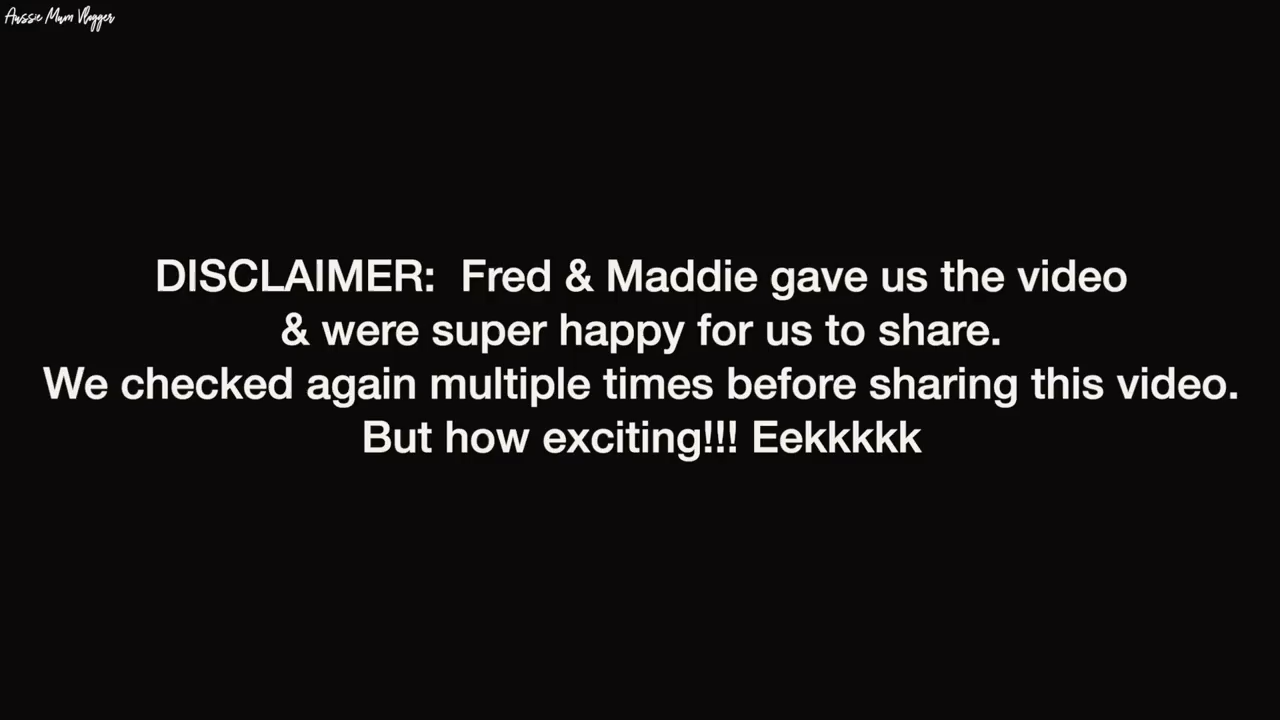 Aussie Mum Vlogger
DISCLAIMER:  Fred & Maddie gave us the video
& were super happy for us to share.
We checked again multiple times before sharing this video.
But how exciting!!! Eekkkkk